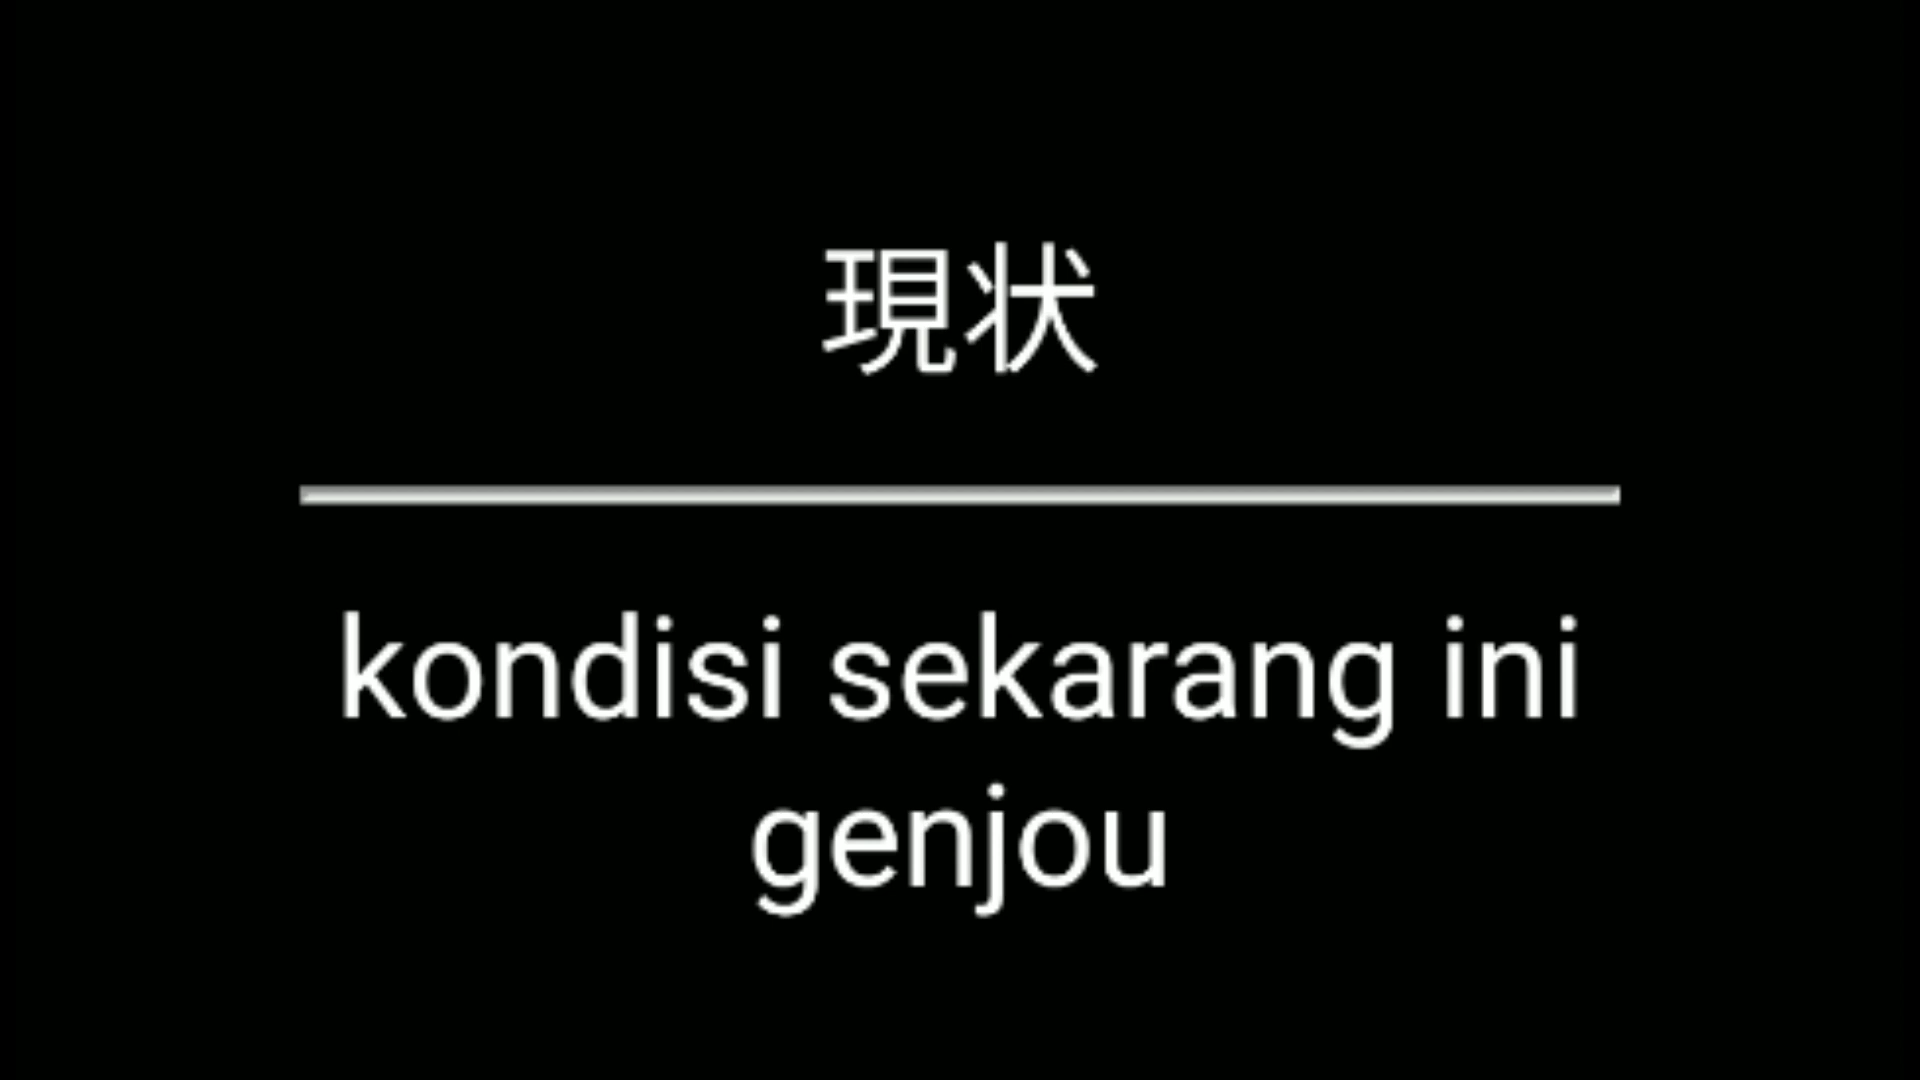 現状
kondisi sekarang ini
genjou